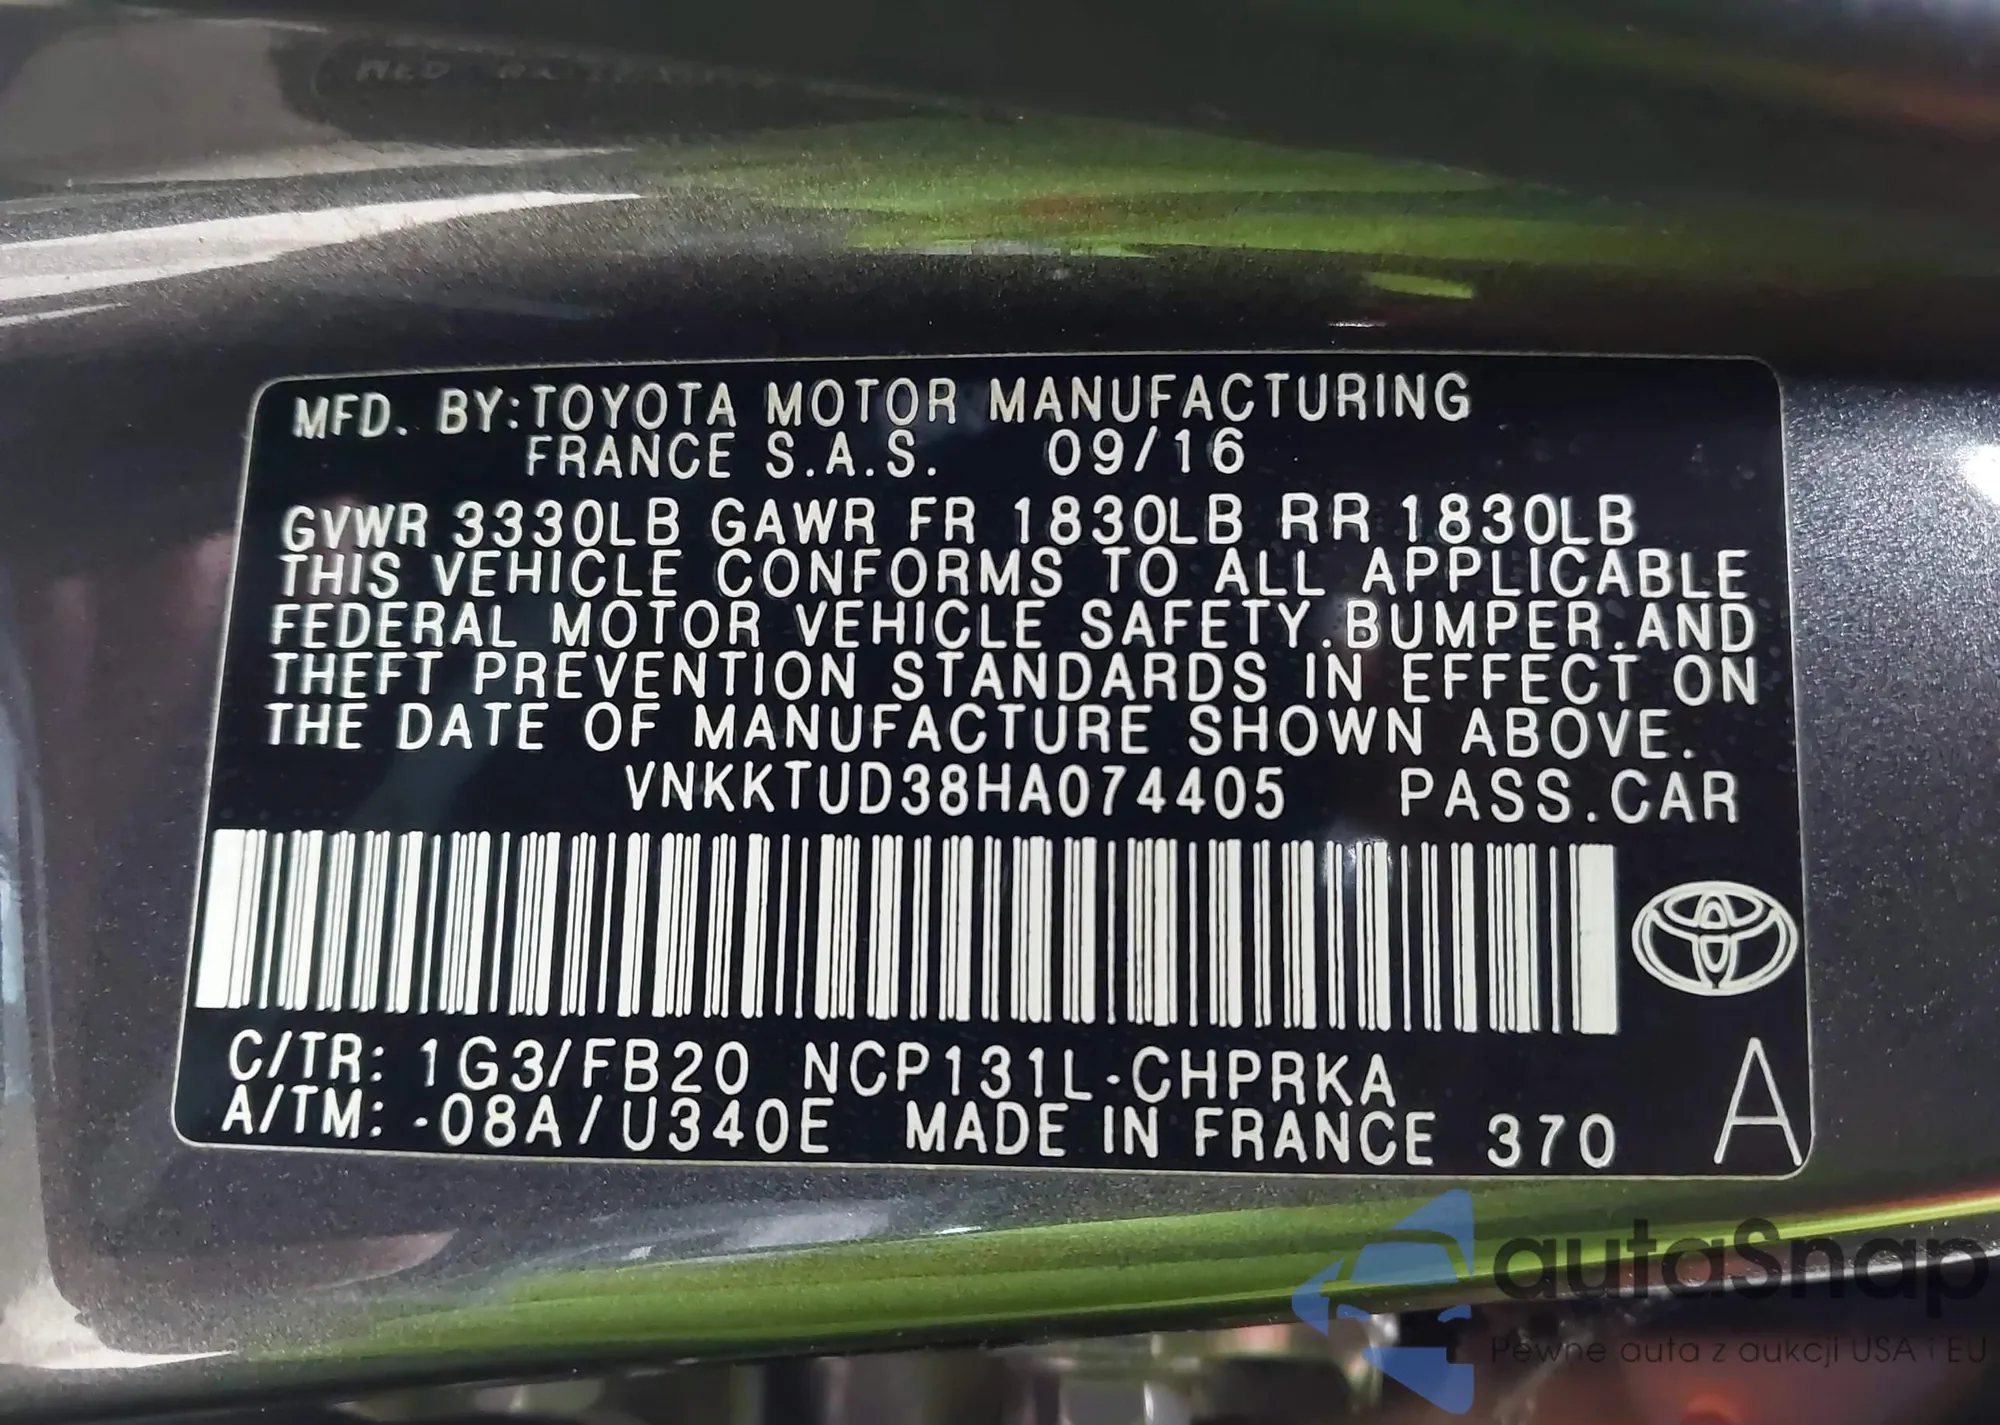 MFD. BY:TOYOTA MOTOR MANUFACTURING
FRANCE S.A.S. 09/16
GVWR 3330LB GAWR FR 1830LB RR 1830LB
THIS VEHICLE CONFORMS TO ALL APPLICABLE
FEDERAL MOTOR VEHICLE SAFETY.BUMPER.AND
THEFT PREVENTION STANDARDS IN EFFECT ON
THE DATE OF MANUFACTURE SHOWN ABOVE.
VNKKTUD38HA074405 PASS.CAR
C/TR: 1G3/FB20 NCP131L-CHPRKA
A/TM: -08A/U340E MADE IN FRANCE 370
A
autaSnap
Pewne auta z aukcji USA i EU